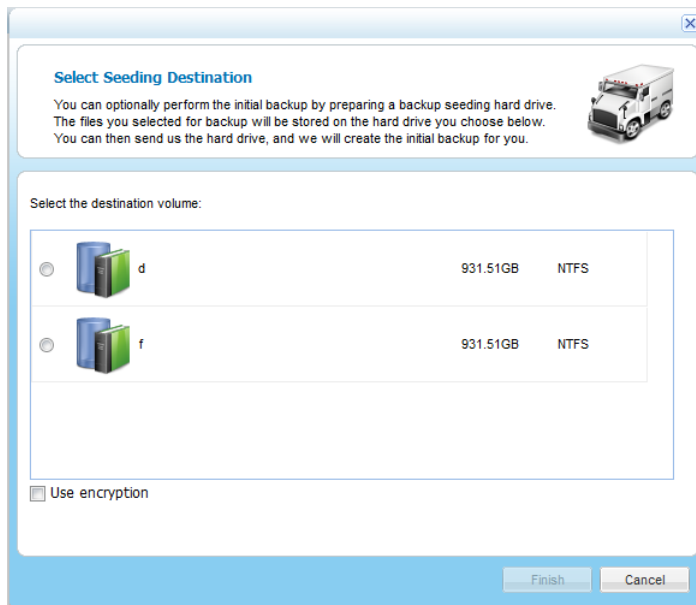 Select Seeding Destination
You can optionally perform the initial backup by preparing a backup seeding hard drive.
The files you selected for backup will be stored on the hard drive you choose below.
You can then send us the hard drive, and we will create the initial backup for you.
Select the destination volume:
d 931.51GB NTFS
f 931.51GB NTFS
Use encryption
Finish Cancel